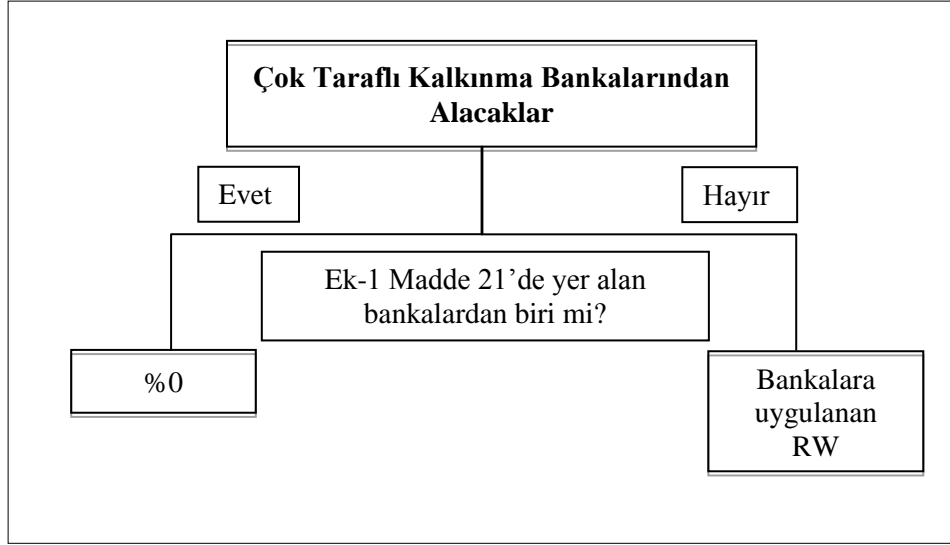 Çok Taraflı Kalkınma Bankalarından
Alacaklar
Evet
Hayır
Ek-1 Madde 21’de yer alan
bankalardan biri mi?
%0
Bankalara
uygulanan
RW